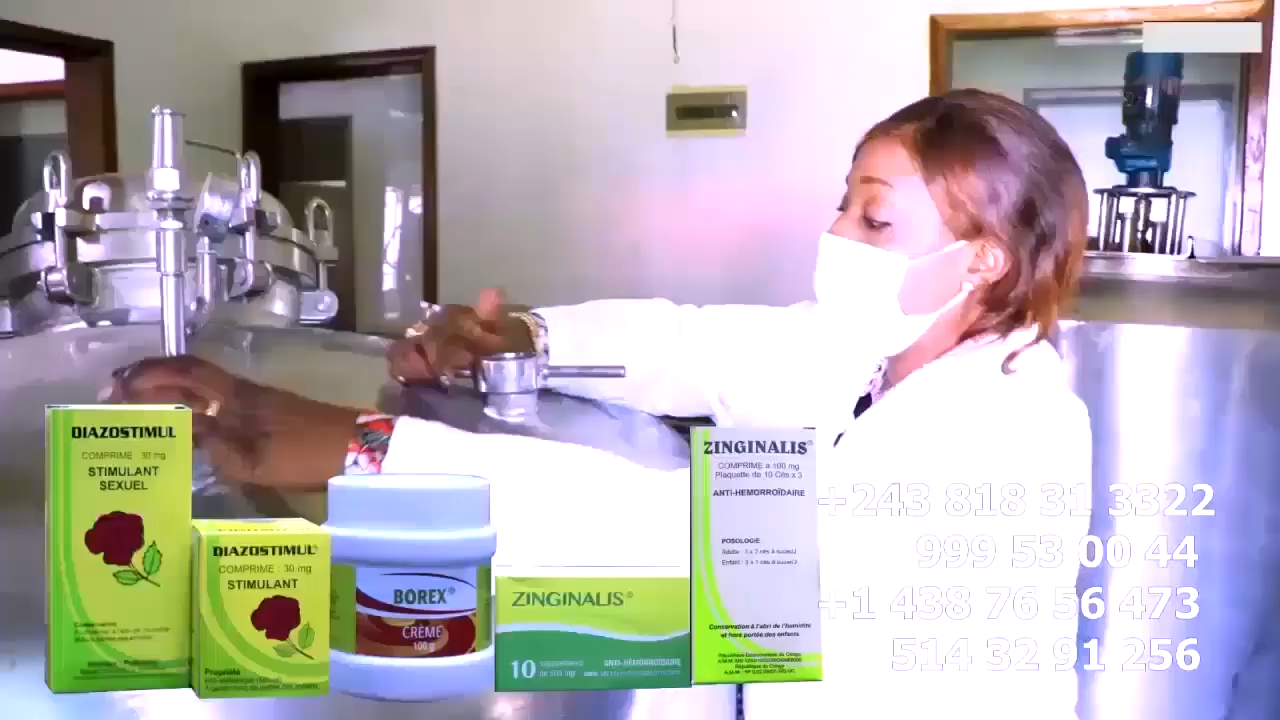 DIAZOSTIMUL
COMPRIME : 30 mg
STIMULANT
SEXUEL
DIAZOSTIMUL
COMPRIME : 30 mg
STIMULANT
Propriété
BOREX®
CRÈME
100 g
ZINGINALIS®
10
ANTI-HÉMORROÏDAIRE
ZINGINALIS®
COMPRIME a 100 mg
Plaquette de 10 Cés x 3
ANTI-HEMORROÏDAIRE
POSOLOGIE
Conservation à l'abri de l'humidité
et hors portée des enfants
+243 818 31 3322
999 53 00 44
+1 438 76 56 473
514 32 91 256